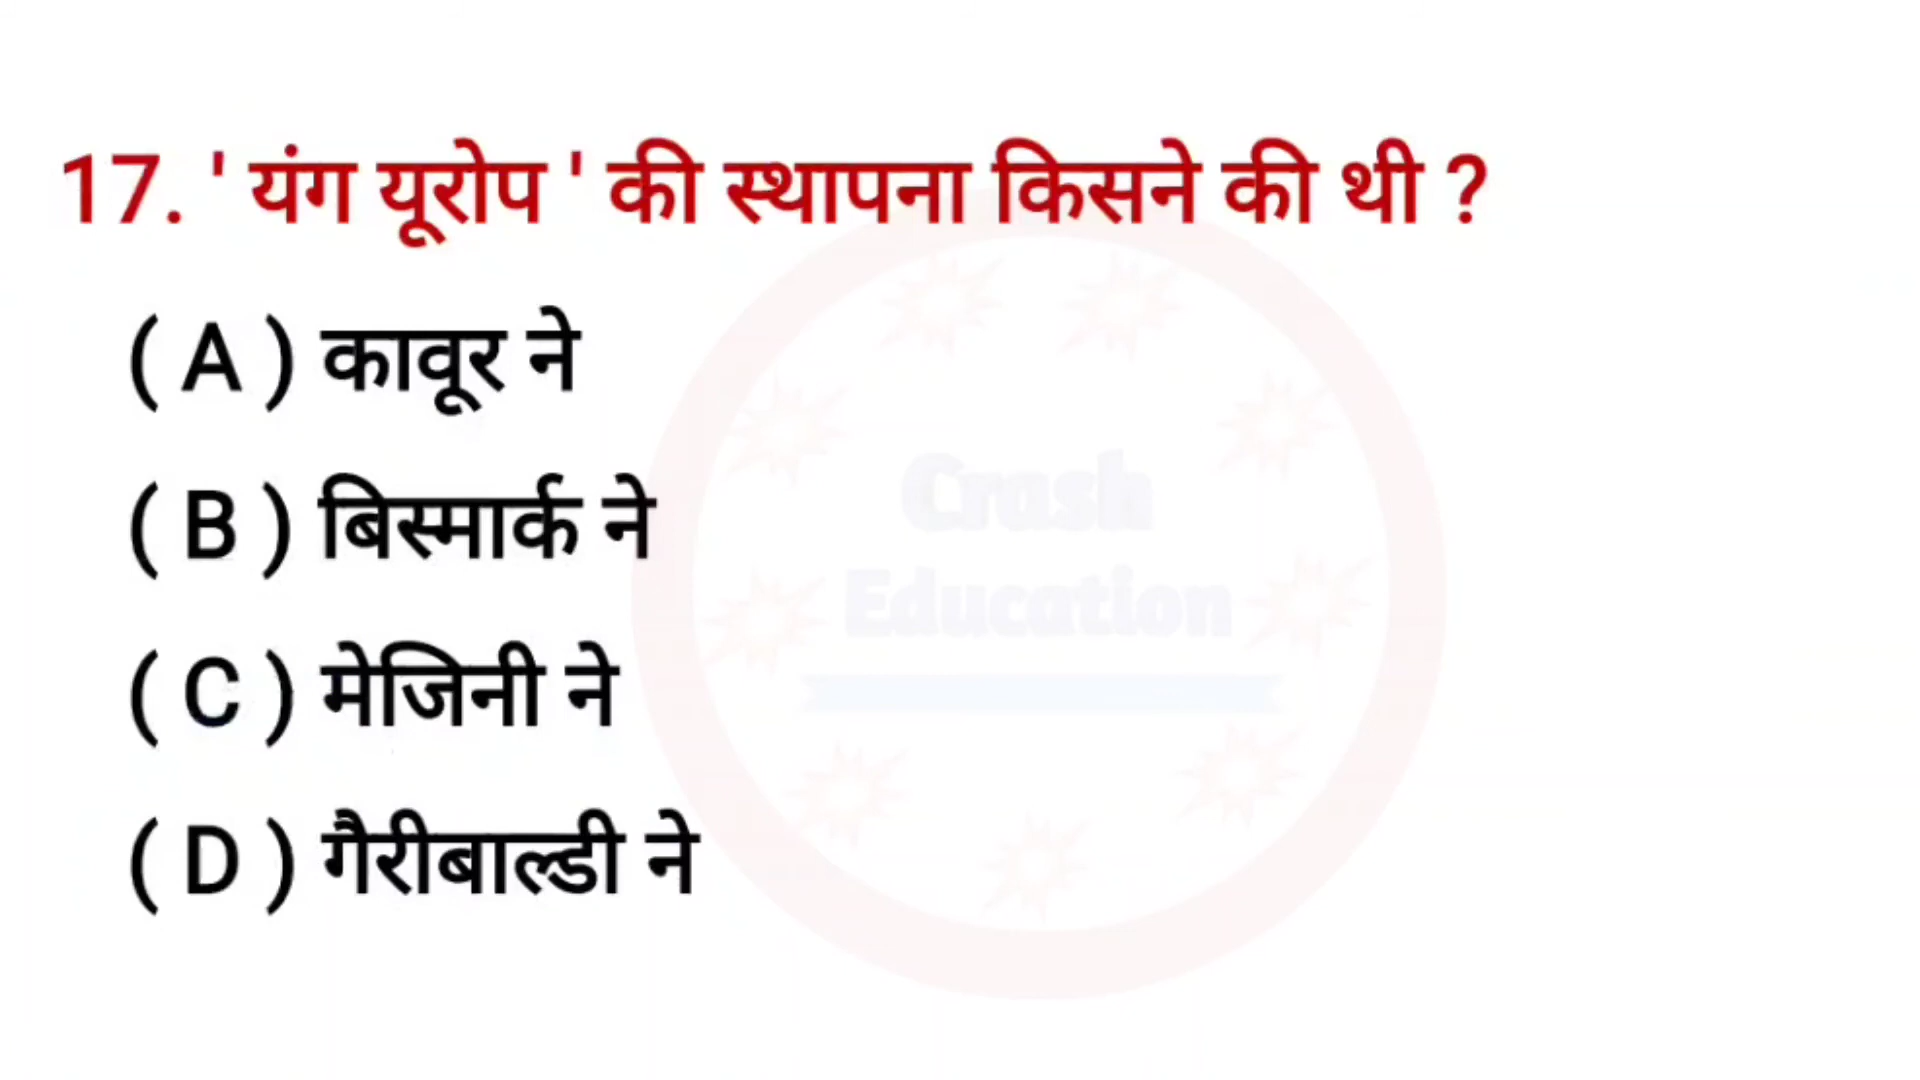 17. ' यंग यूरोप ' की स्थापना किसने की थी ?
( A ) कावूर ने
( B ) बिस्मार्क ने
( C ) मेजिनी ने
( D ) गैरीबाल्डी ने
Crash
Education